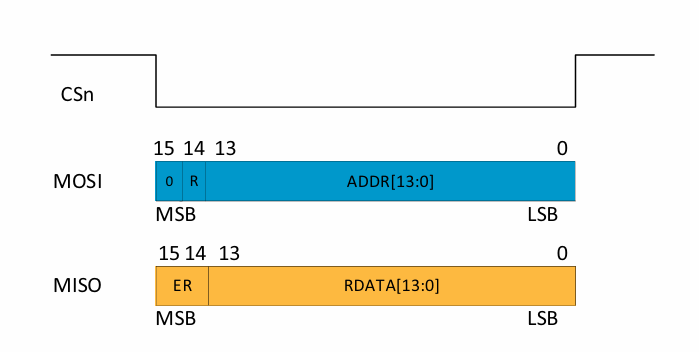 CSn
15 14 13 0
MOSI 0 R ADDR[13:0]
MSB LSB
15 14 13 0
MISO ER RDATA[13:0]
MSB LSB